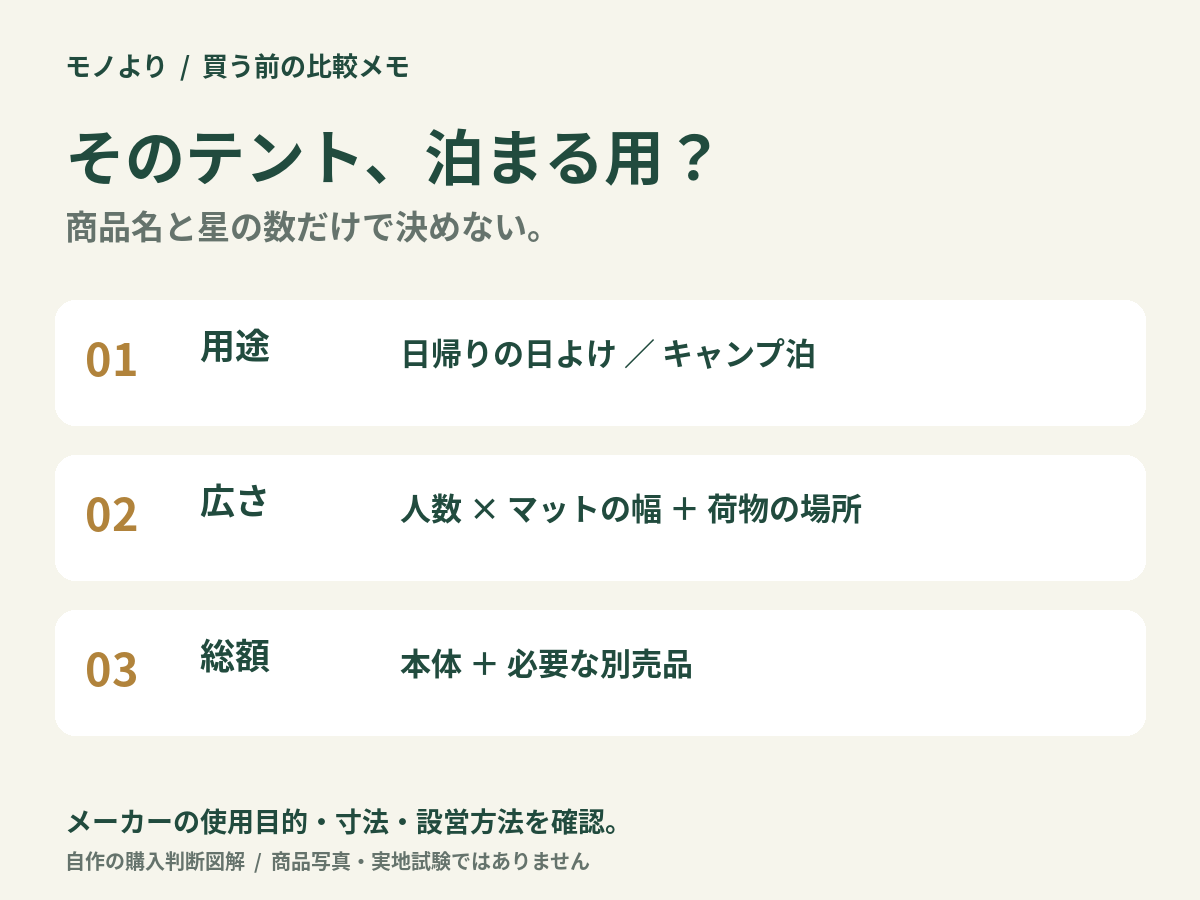 モノより / 買う前の比較メモ
そのテント、泊まる用？
商品名と星の数だけで決めない。
01 用途 日帰りの日よけ ／ キャンプ泊
02 広さ 人数 × マットの幅 ＋ 荷物の場所
03 総額 本体 ＋ 必要な別売品
メーカーの使用目的・寸法・設営方法を確認。
自作の購入判断図解 / 商品写真・実地試験ではありません